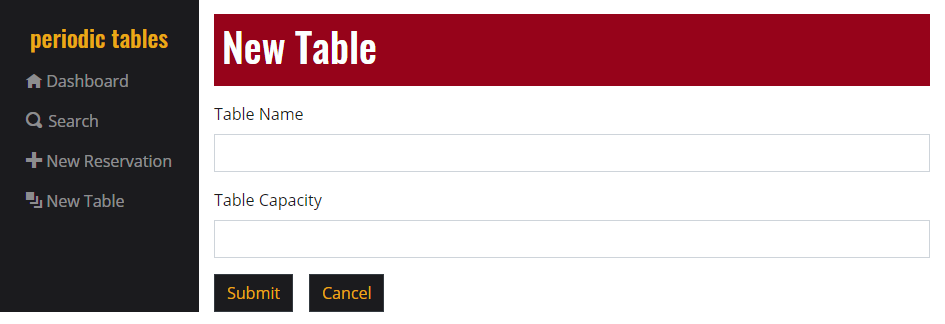 periodic tables
Dashboard
Search
New Reservation
New Table
New Table
Table Name
Table Capacity
Submit
Cancel